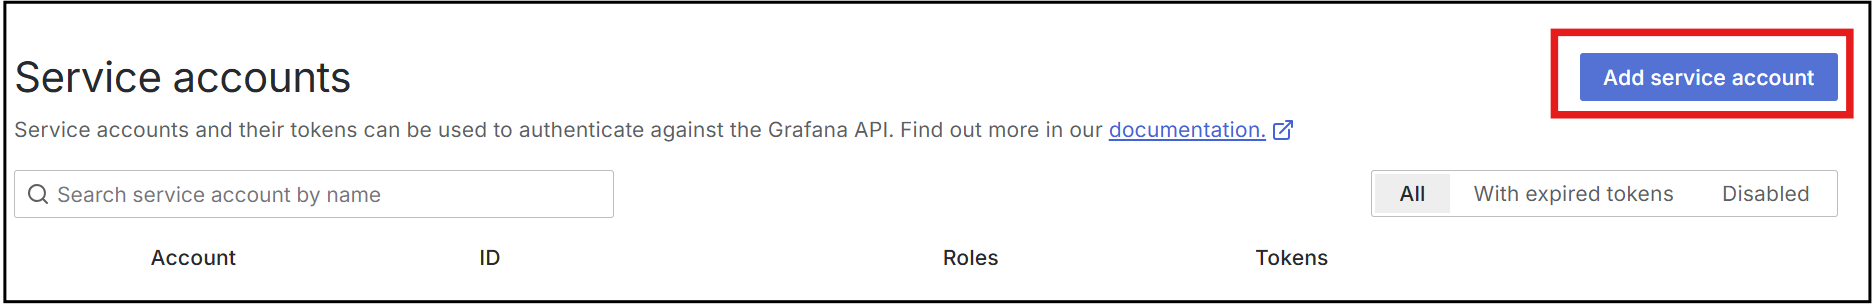 Service accounts
Add service account
Service accounts and their tokens can be used to authenticate against the Grafana API. Find out more in our documentation.
Search service account by name
All With expired tokens Disabled
Account ID Roles Tokens